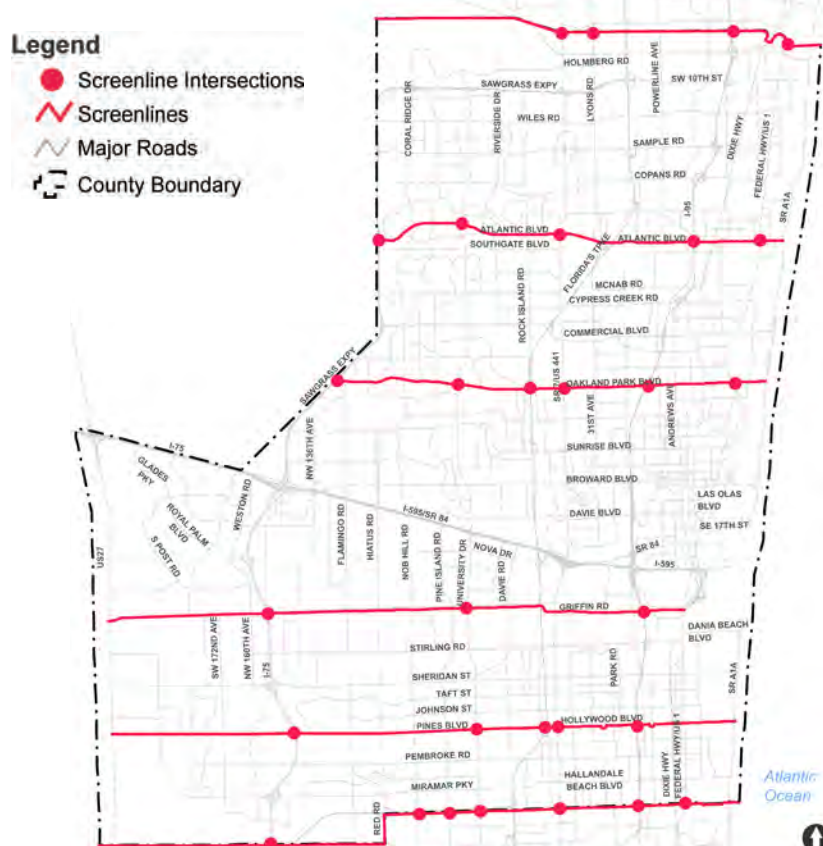 Legend
Screenline Intersections
Screenlines
Major Roads
County Boundary
HOLMBERG RD
POWERLINE AVE
SW 10TH ST
SAWGRASS EXPY
CORAL RIDGE DR
RIVERSIDE DR
LYONS RD
WILES RD
SAMPLE RD
DIXIE HWY
FEDERAL HWY/US 1
COPANS RD
I-95
SR A1A
ATLANTIC BLVD
SOUTHGATE BLVD
ATLANTIC BLVD
FLORIDA'S TPKE
MCNAB RD
CYPRESS CREEK RD
ROCK ISLAND RD
COMMERCIAL BLVD
SAWGRASS EXPY
SR 7/US 441
OAKLAND PARK BLVD
31ST AVE
ANDREWS AVE
NW 136TH AVE
SUNRISE BLVD
I-75
GLADES
PKY
WESTON RD
BROWARD BLVD
LAS OLAS
BLVD
ROYAL PALM
BLVD
I-595/SR 84
DAVIE BLVD
SE 17TH ST
S POST RD
FLAMINGO RD
HIATUS RD
NOB HILL RD
PINE ISLAND RD
UNIVERSITY DR
NOVA DR
DAVIE RD
SR 84
I-595
US27
GRIFFIN RD
DANIA BEACH
BLVD
SW 172ND AVE
NW 160TH AVE
I-75
STIRLING RD
PARK RD
SHERIDAN ST
TAFT ST
JOHNSON ST
SR A1A
PINES BLVD
HOLLYWOOD BLVD
PEMBROKE RD
MIRAMAR PKY
HALLANDALE
BEACH BLVD
DIXIE HWY
FEDERAL HWY/US 1
RED RD
Atlantic
Ocean